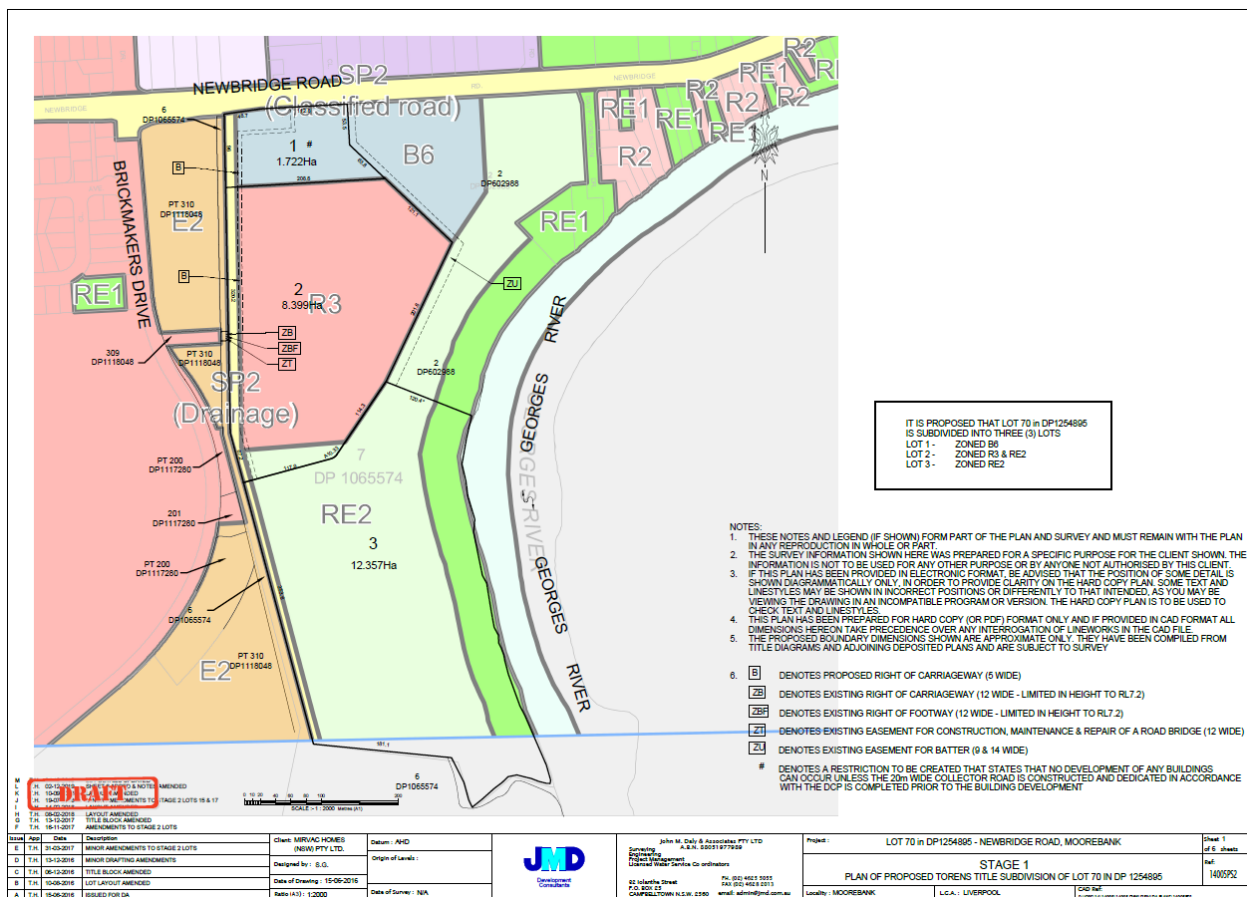 NEWBRIDGE ROAD
SP2
(Classified road)
NEWBRIDGE
RD
NEWBRIDGE
R2
RE1
R2
RE1
R2
R2
RE1
RE1
RE1
R2
6
DP1065574
1 #
1.722Ha
B6
2
DP602988
B
BRICKMAKERS DRIVE
PT 310
DP1118048
E2
208.8
RE1
ZU
N
B
2
8.399Ha
R3
RE1
ZB
ZBF
ZT
309
DP1118048
PT 310
DP1118048
2
DP602988
SP2
(Drainage)
GEORGES RIVER
7
DP 1065574
PT 200
DP1117280
201
DP1117280
RE2
3
12.357Ha
PT 200
DP1117280
6
DP1065574
PT 310
DP1118048
E2
GEORGES RIVER
181.1
6
DP1065574
SCALE - 1 : 2000 Metres (A1)
IT IS PROPOSED THAT LOT 70 in DP1254895
IS SUBDIVIDED INTO THREE (3) LOTS
LOT 1 - ZONED B6
LOT 2 - ZONED R3 & RE2
LOT 3 - ZONED RE2
NOTES:
1. THESE NOTES AND LEGEND (IF SHOWN) FORM PART OF THE PLAN AND SURVEY AND MUST REMAIN WITH THE PLAN
IN ANY REPRODUCTION IN WHOLE OR PART.
2. THE SURVEY INFORMATION SHOWN HERE WAS PREPARED FOR A SPECIFIC PURPOSE FOR THE CLIENT SHOWN. THE
INFORMATION IS NOT TO BE USED FOR ANY OTHER PURPOSE OR BY ANYONE NOT AUTHORISED BY THIS CLIENT.
3. IF THIS PLAN HAS BEEN PROVIDED IN ELECTRONIC FORMAT, BE ADVISED THAT THE POSITION OF SOME DETAIL IS
SHOWN DIAGRAMMATICALLY ONLY, IN ORDER TO PROVIDE CLARITY ON THE HARD COPY PLAN. SOME TEXT AND
LINESTYLES MAY BE SHOWN IN INCORRECT POSITIONS OR DIFFERENTLY TO THAT INTENDED, AS YOU MAY BE
VIEWING THE DRAWING IN AN INCOMPATIBLE PROGRAM OR VERSION. THE HARD COPY PLAN IS TO BE USED TO
CHECK TEXT AND LINESTYLES.
4. THIS PLAN HAS BEEN PREPARED FOR HARD COPY (OR PDF) FORMAT ONLY AND IF PROVIDED IN CAD FORMAT ALL
DIMENSIONS HEREON TAKE PRECEDENCE OVER ANY INTERROGATION OF LINEWORKS IN THE CAD FILE.
5. THE PROPOSED BOUNDARY DIMENSIONS SHOWN ARE APPROXIMATE ONLY. THEY HAVE BEEN COMPILED FROM
TITLE DIAGRAMS AND ADJOINING DEPOSITED PLANS AND ARE SUBJECT TO SURVEY
6. B DENOTES PROPOSED RIGHT OF CARRIAGEWAY (5 WIDE)
ZB DENOTES EXISTING RIGHT OF CARRIAGEWAY (12 WIDE - LIMITED IN HEIGHT TO RL7.2)
ZBF DENOTES EXISTING RIGHT OF FOOTWAY (12 WIDE - LIMITED IN HEIGHT TO RL7.2)
ZT DENOTES EXISTING EASEMENT FOR CONSTRUCTION, MAINTENANCE & REPAIR OF A ROAD BRIDGE (12 WIDE)
ZU DENOTES EXISTING EASEMENT FOR BATTER (9 & 14 WIDE)
# DENOTES A RESTRICTION TO BE CREATED THAT STATES THAT NO DEVELOPMENT OF ANY BUILDINGS
CAN OCCUR UNLESS THE 20m WIDE COLLECTOR ROAD IS CONSTRUCTED AND DEDICATED IN ACCORDANCE
WITH THE DCP IS COMPLETED PRIOR TO THE BUILDING DEVELOPMENT
DRAFT
H T.H. 08-02-2018 LAYOUT AMENDED
G T.H. 13-12-2017 TITLE BLOCK AMENDED
F T.H. 16-11-2017 AMENDMENTS TO STAGE 2 LOTS
Issue App Date Description
E T.H. 31-03-2017 MINOR AMENDMENTS TO STAGE 2 LOTS
D T.H. 13-12-2016 MINOR DRAFTING AMENDMENTS
C T.H. 06-12-2016 TITLE BLOCK AMENDED
B T.H. 10-08-2016 LOT LAYOUT AMENDED
A T.H. 15-06-2016 ISSUED FOR DA
Client: MIRVAC HOMES
(NSW) PTY LTD.
Designed by : S.G.
Date of Drawing : 15-06-2016
Ratio (A3) : 1:2000
Datum : AHD
Origin of Levels :
Date of Survey : N/A
JMD
Development
Consultants
John M. Daly & Associates PTY LTD
A.B.N. 86051977989
Surveying
Engineering
Project Management
Licensed Water Service Co ordinators
92 Iolanthe Street
P.O. BOX 25
CAMPBELLTOWN N.S.W. 2560
PH. (02) 4625 5055
FAX (02) 4628 2013
email: admin@jmd.com.au
Project : LOT 70 in DP1254895 - NEWBRIDGE ROAD, MOOREBANK
STAGE 1
PLAN OF PROPOSED TORENS TITLE SUBDIVISION OF LOT 70 IN DP 1254895
Locality : MOOREBANK
L.G.A. : LIVERPOOL
CAD Ref:
Sheet 1
of 6 sheets
Ref:
14005PS2